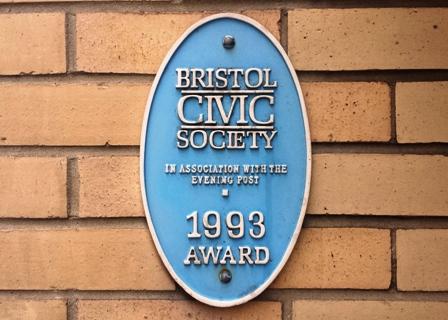 BRISTOL
CIVIC
SOCIETY
IN ASSOCIATION WITH THE
EVENING POST
1993
AWARD